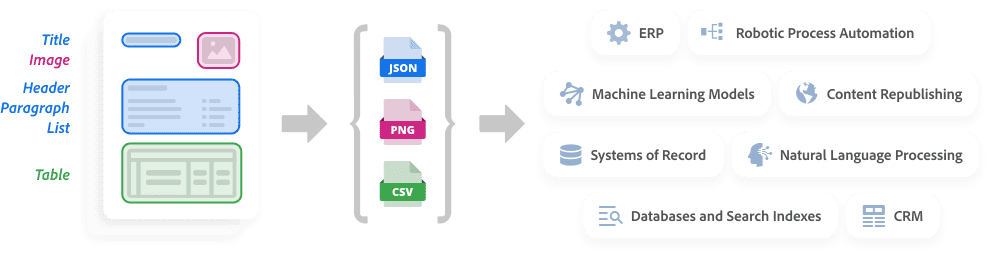 Title
Image
Header
Paragraph
List
Table
JSON
PNG
CSV
ERP
Robotic Process Automation
Machine Learning Models
Content Republishing
Systems of Record
Natural Language Processing
Databases and Search Indexes
CRM